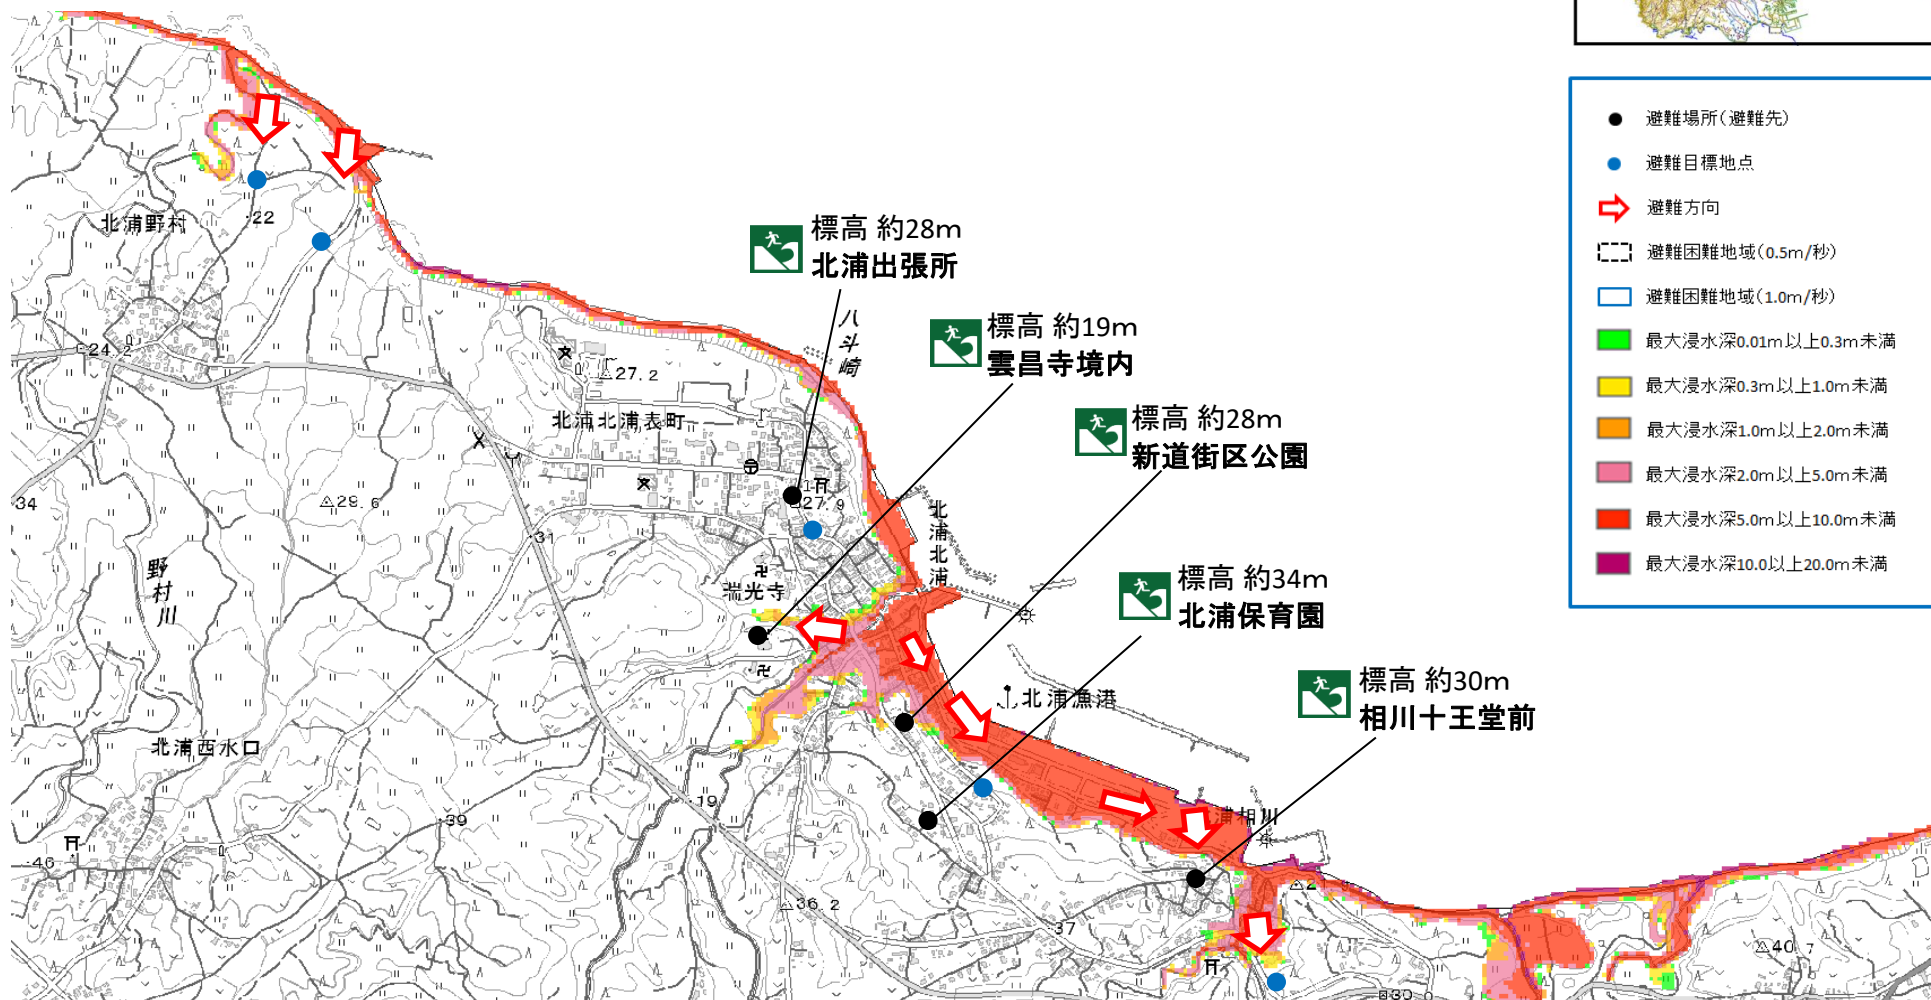 避難場所(避難先)
避難目標地点
避難方向
避難困難地域(0.5m/秒)
避難困難地域(1.0m/秒)
最大浸水深0.01m以上0.3m未満
最大浸水深0.3m以上1.0m未満
最大浸水深1.0m以上2.0m未満
最大浸水深2.0m以上5.0m未満
最大浸水深5.0m以上10.0m未満
最大浸水深10.0以上20.0m未満
北浦野村
22
標高 約28m
北浦出張所
八斗崎
標高 約19m
雲昌寺境内
24.2
27.2
北浦北浦表町
標高 約28m
新道街区公園
34
29.6
27.9
31
北浦北浦
野村川
瑞光寺
標高 約34m
北浦保育園
北浦漁港
標高 約30m
相川十王堂前
北浦西水口
19
39
浦相川
46
36.2
2
37
40.7
30.0